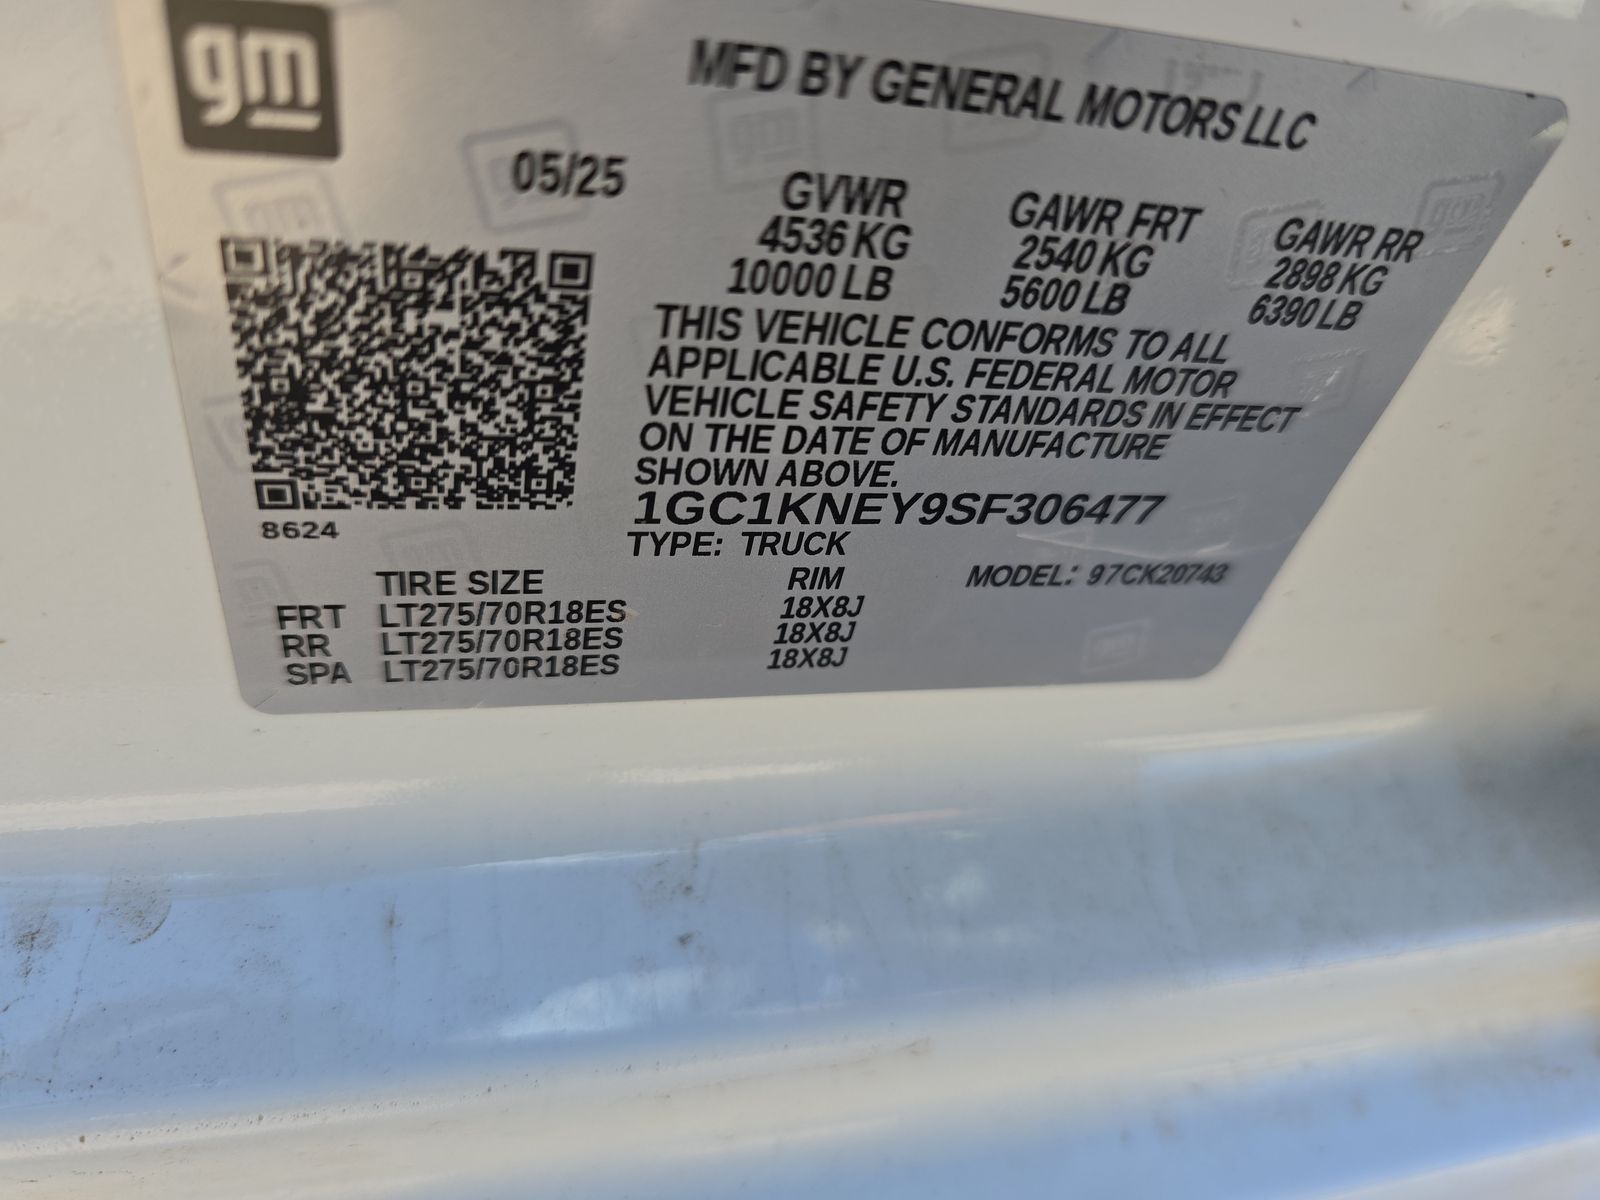 gm
MFD BY GENERAL MOTORS LLC
05/25
GVWR GAWR FRT GAWR RR
4536 KG 2540 KG 2898 KG
10000 LB 5600 LB 6390 LB
THIS VEHICLE CONFORMS TO ALL
APPLICABLE U.S. FEDERAL MOTOR
VEHICLE SAFETY STANDARDS IN EFFECT
ON THE DATE OF MANUFACTURE
SHOWN ABOVE.
1GC1KNEY9SF306477
8624
TYPE: TRUCK
MODEL: 97CK20743
TIRE SIZE RIM
FRT LT275/70R18ES 18X8J
RR LT275/70R18ES 18X8J
SPA LT275/70R18ES 18X8J